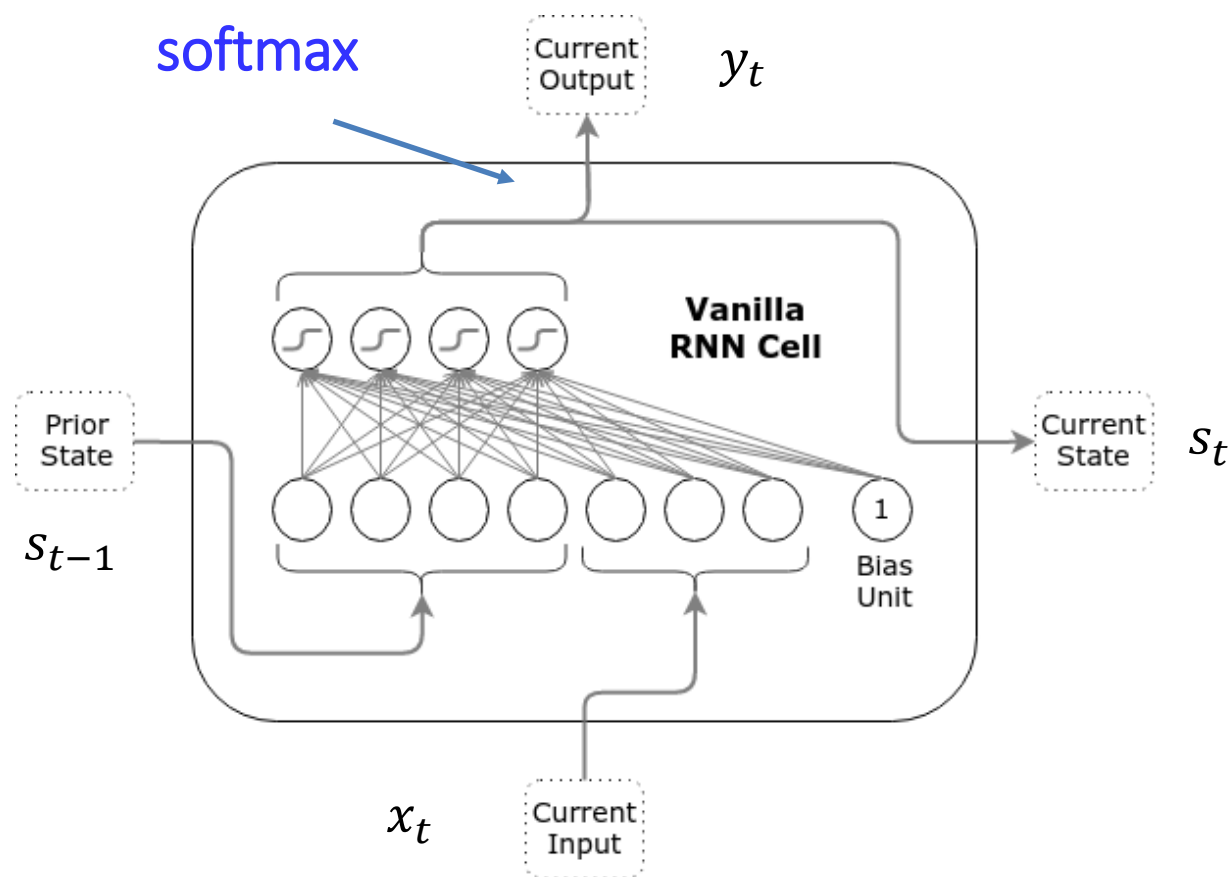 softmax
Current
Output
y_t
Vanilla
RNN Cell
Prior
State
s_{t-1}
Current
State
s_t
1
Bias
Unit
x_t
Current
Input